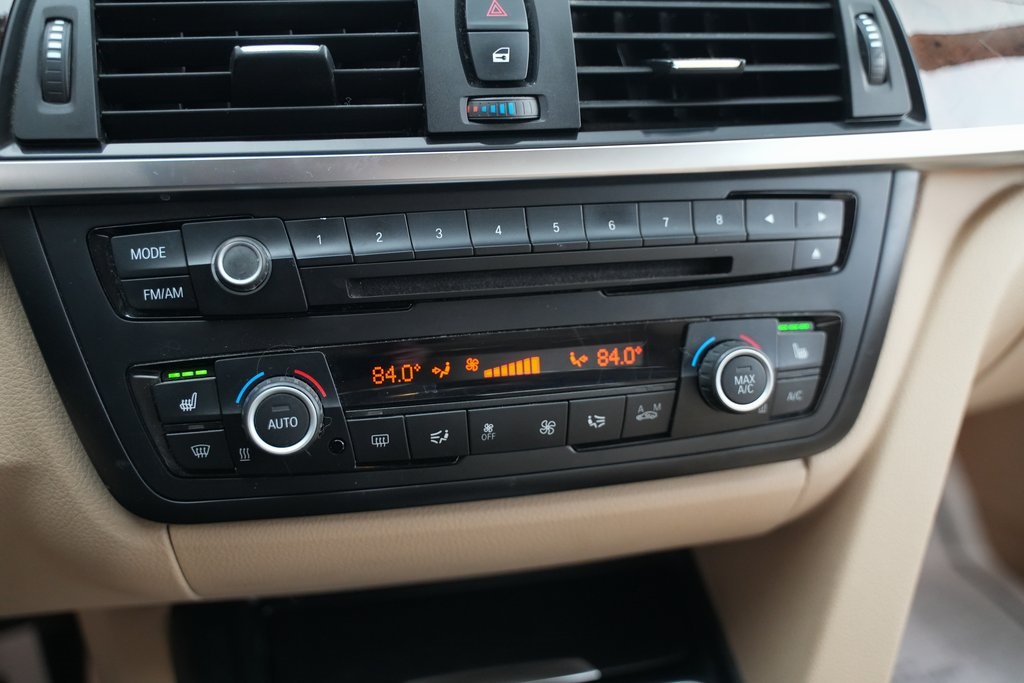 MODE
1 2 3 4 5 6 7 8
FM/AM
84.0° 84.0°
MAX
A/C
AUTO
A/C
OFF
A M